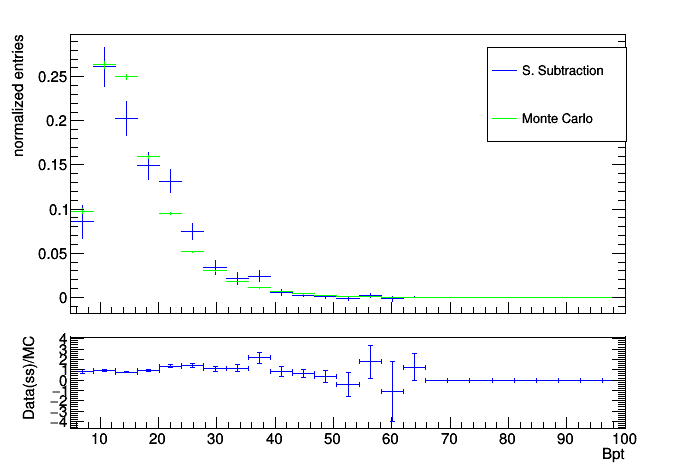 normalized entries
0.25
0.2
0.15
0.1
0.05
0
S. Subtraction
Monte Carlo
Data(ss)/MC
4
3
2
1
0
−1
−2
−3
−4
10 20 30 40 50 60 70 80 90 100
Bpt